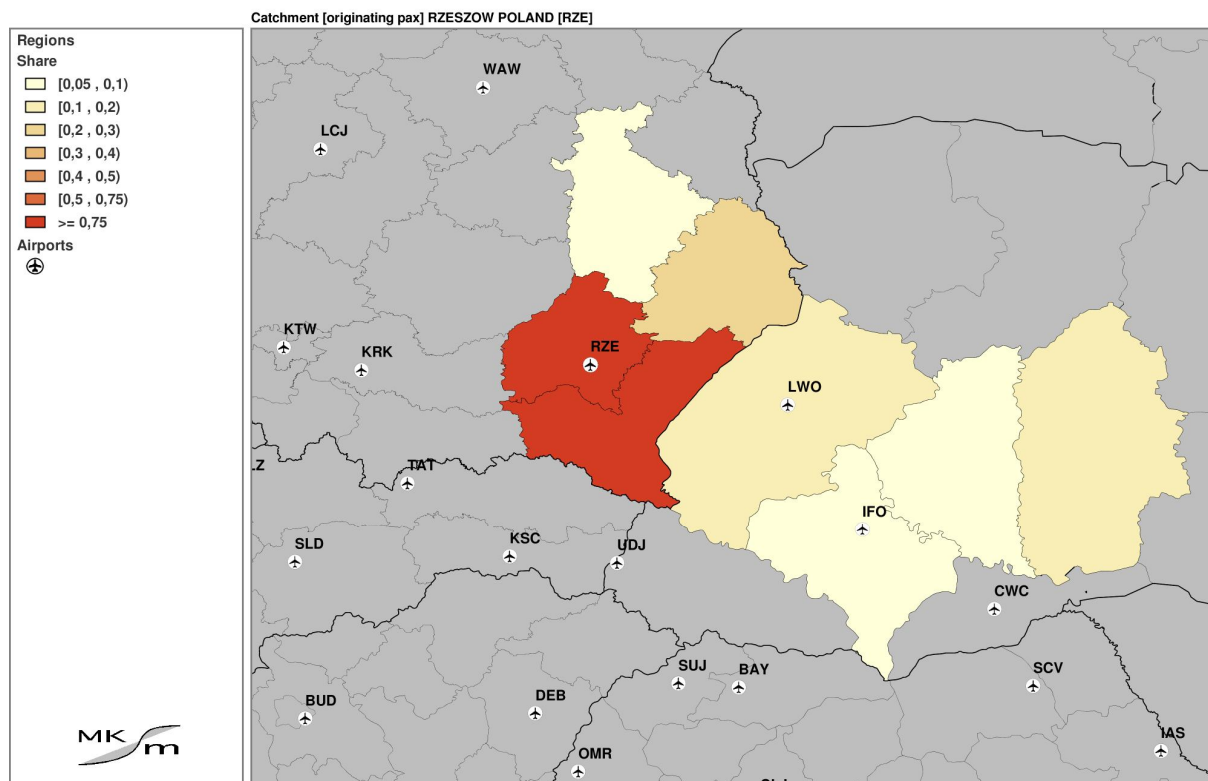 Catchment [originating pax] RZESZOW POLAND [RZE]
Regions
Share
[0,05 , 0,1)
[0,1 , 0,2)
[0,2 , 0,3)
[0,3 , 0,4)
[0,4 , 0,5)
[0,5 , 0,75)
>= 0,75
Airports
WAW
LCJ
KTW
KRK
RZE
LWO
LZ
TAT
IFO
SLD
KSC
UDJ
CWC
SUJ
BAY
SCV
BUD
DEB
IAS
OMR
MK
m